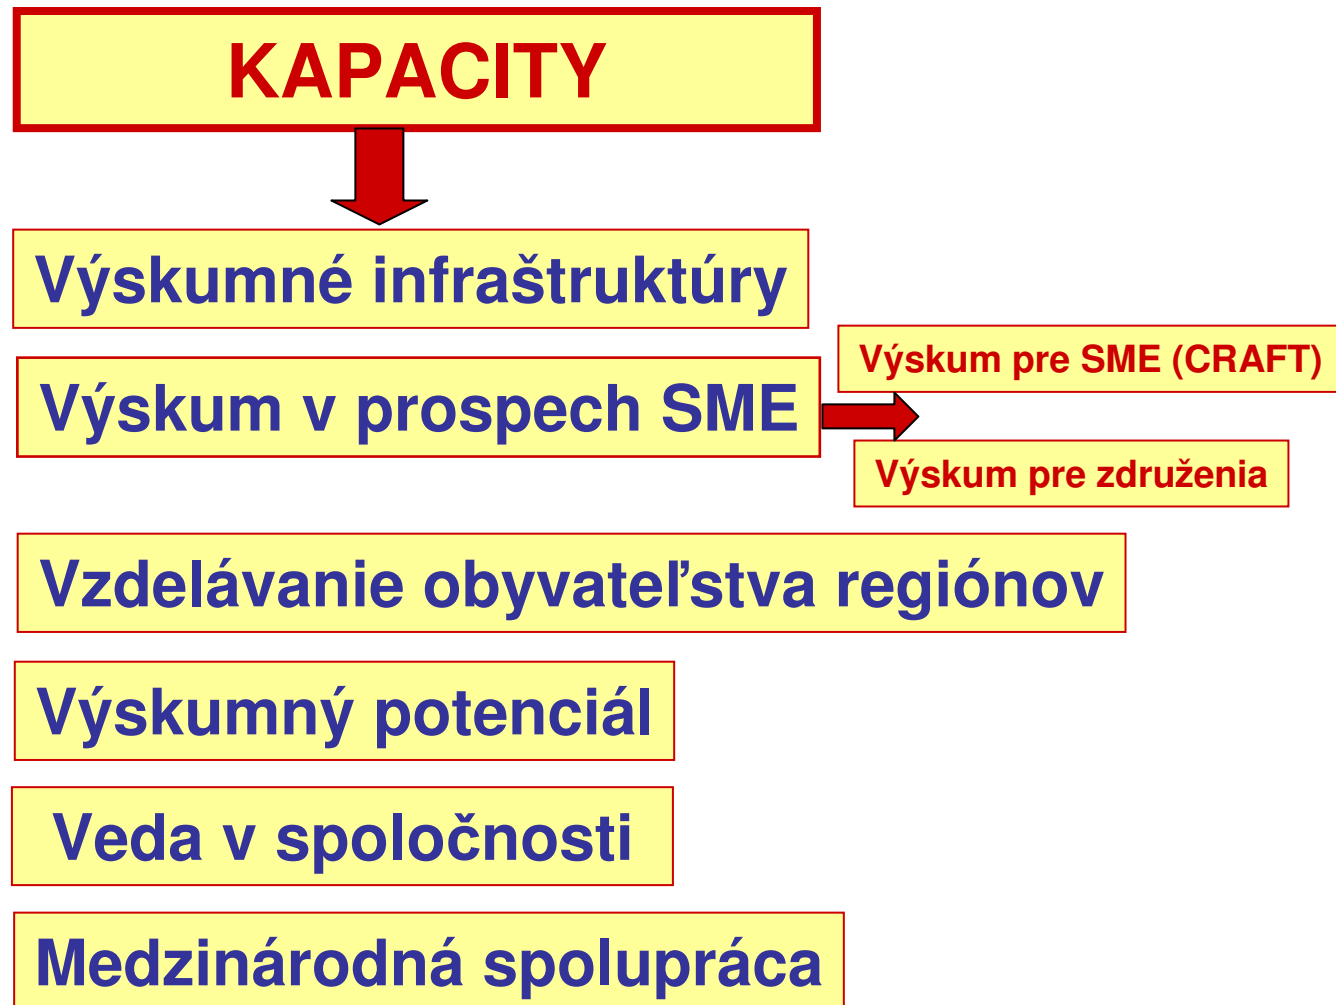 KAPACITY
Výskumné infraštruktúry
Výskum v prospech SME
Výskum pre SME (CRAFT)
Výskum pre združenia
Vzdelávanie obyvateľstva regiónov
Výskumný potenciál
Veda v spoločnosti
Medzinárodná spolupráca